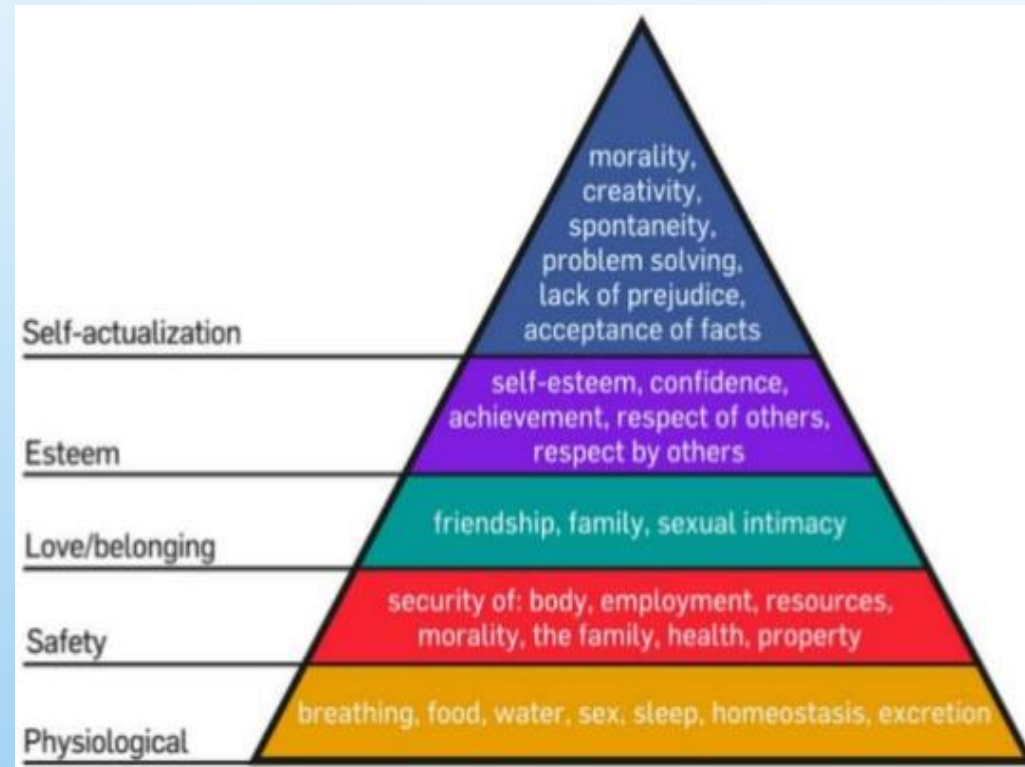 morality,
creativity,
spontaneity,
problem solving,
lack of prejudice,
acceptance of facts
Self-actualization
self-esteem, confidence,
achievement, respect of others,
respect by others
Esteem
friendship, family, sexual intimacy
Love/belonging
security of: body, employment, resources,
morality, the family, health, property
Safety
breathing, food, water, sex, sleep, homeostasis, excretion
Physiological